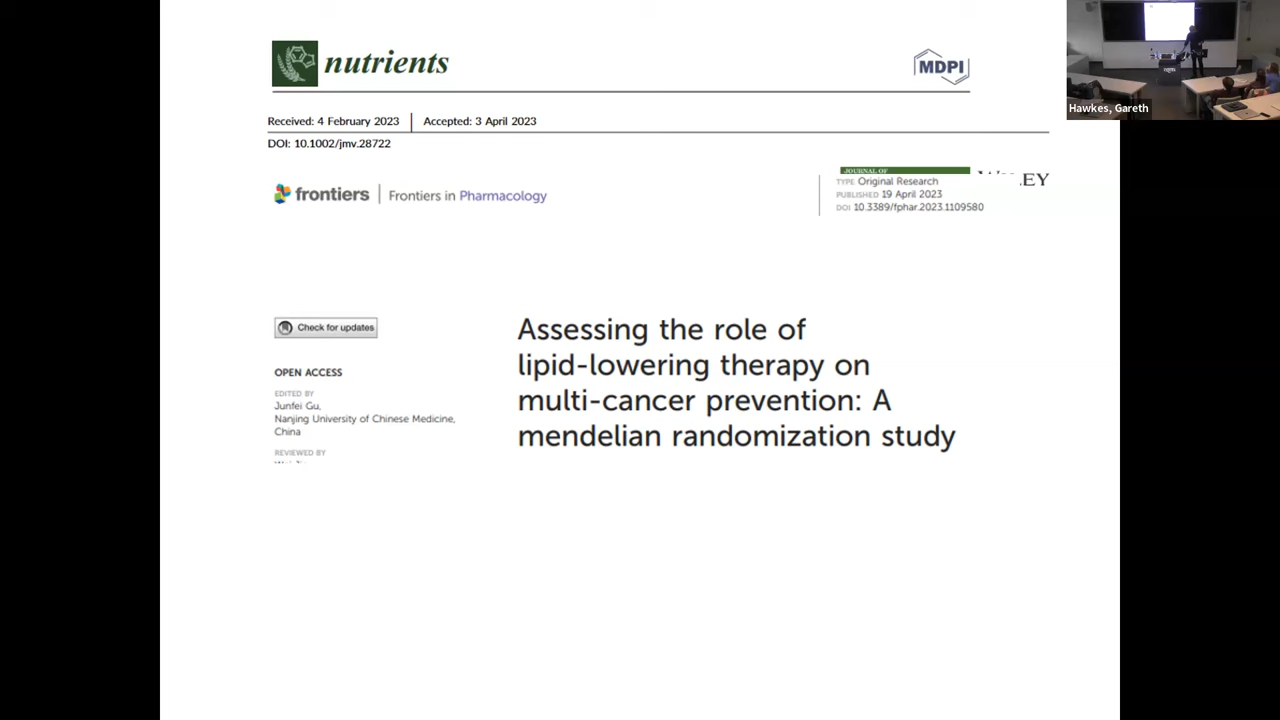 nutrients
MDPI
Hawkes, Gareth
Received: 4 February 2023 | Accepted: 3 April 2023
DOI: 10.1002/jmv.28722
JOURNAL OF
frontiers | Frontiers in Pharmacology
TYPE Original Research
PUBLISHED 19 April 2023
DOI 10.3389/fphar.2023.1109580
Check for updates
OPEN ACCESS
EDITED BY
Junfei Gu,
Nanjing University of Chinese Medicine,
China
REVIEWED BY
Assessing the role of
lipid-lowering therapy on
multi-cancer prevention: A
mendelian randomization study